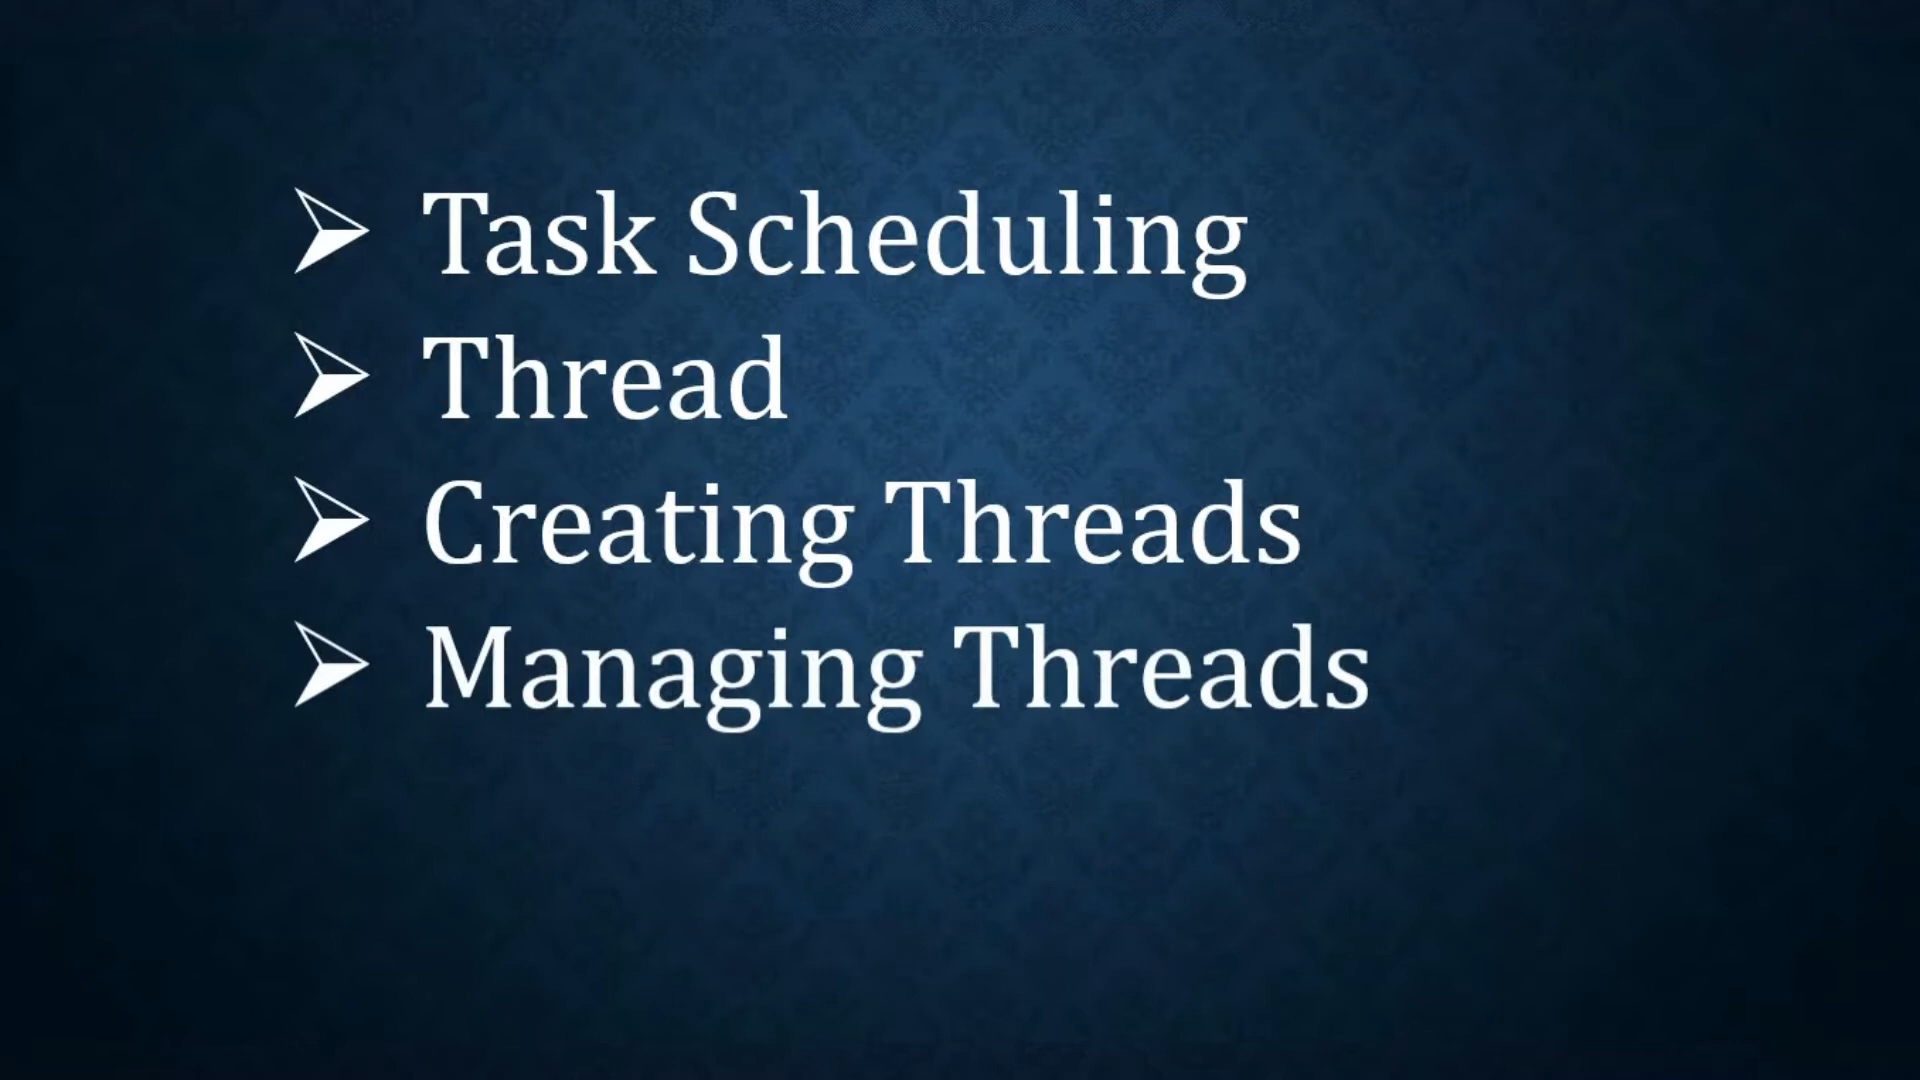 ➢ Task Scheduling
➢ Thread
➢ Creating Threads
➢ Managing Threads